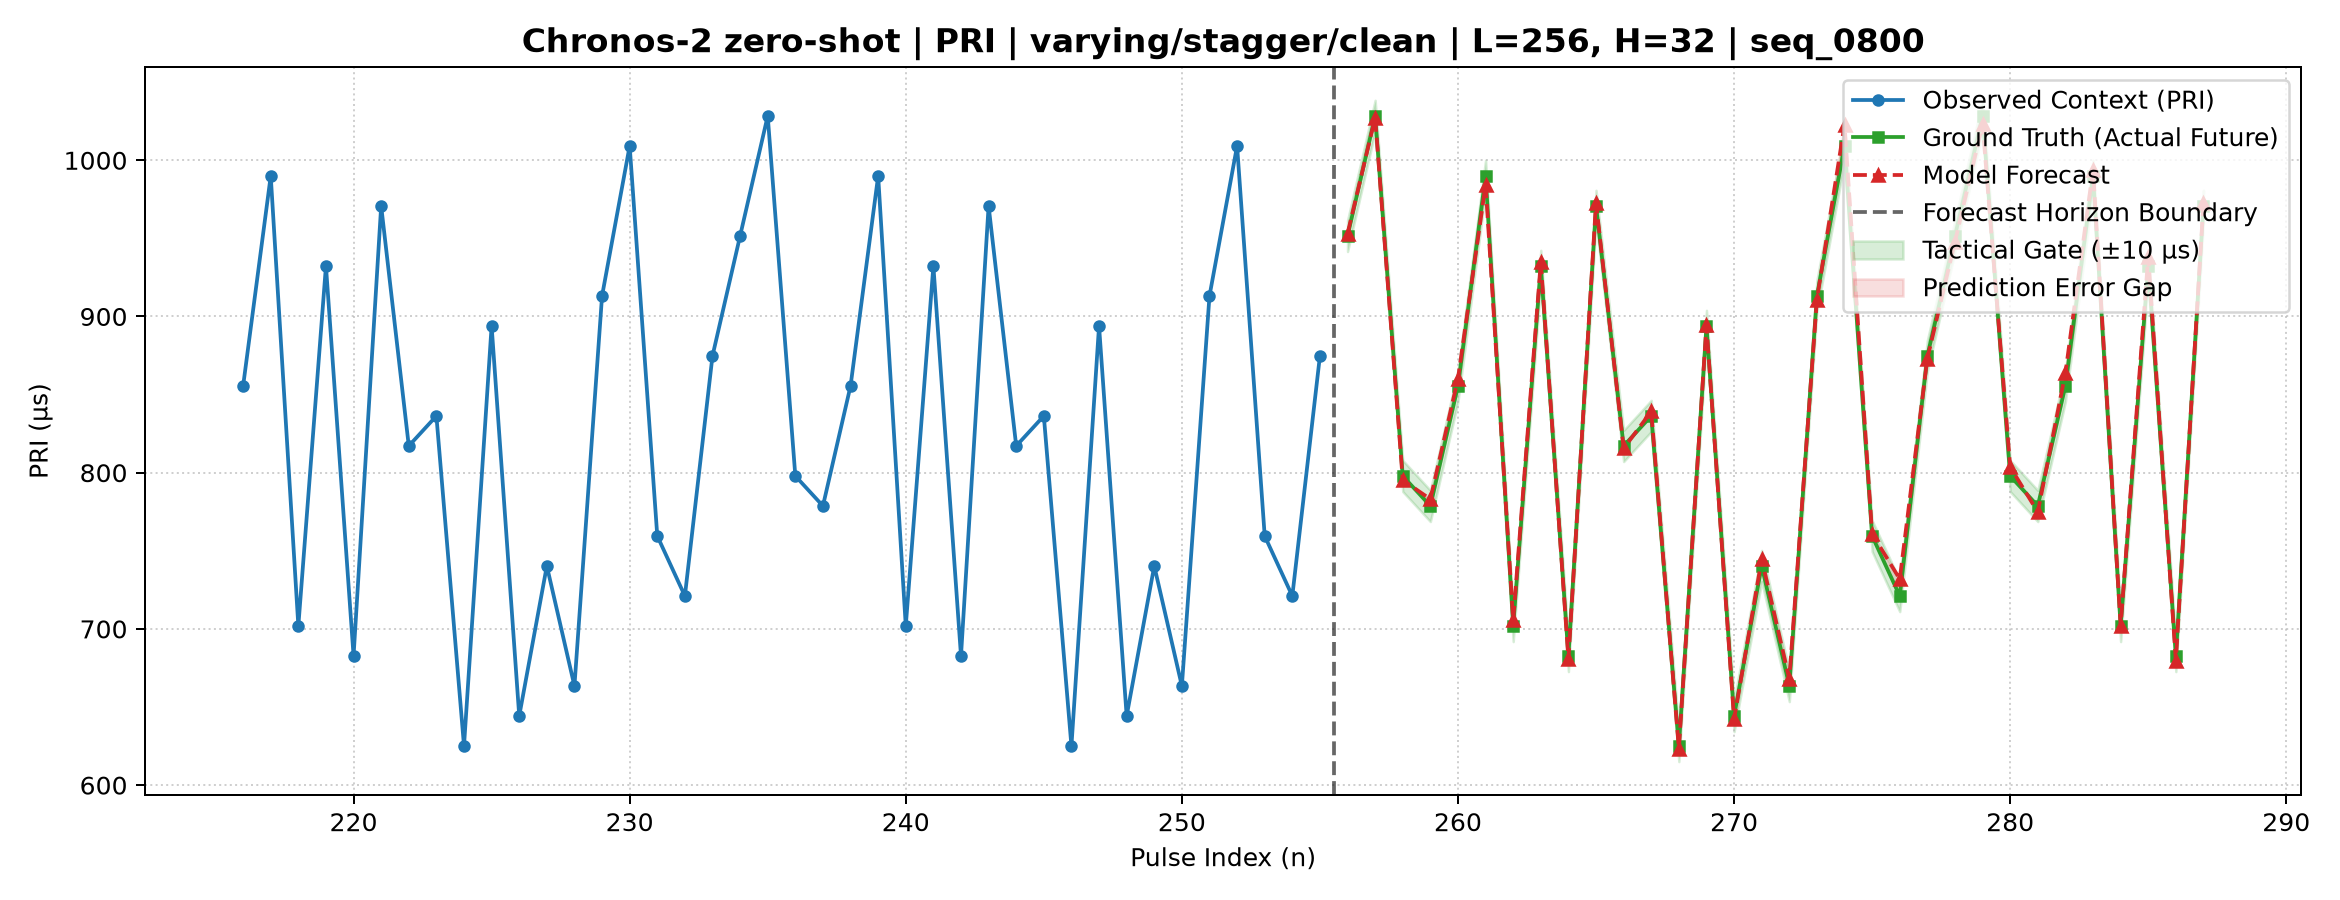 Chronos-2 zero-shot | PRI | varying/stagger/clean | L=256, H=32 | seq_0800
PRI (µs)
1000
900
800
700
600
Observed Context (PRI)
Ground Truth (Actual Future)
Model Forecast
Forecast Horizon Boundary
Tactical Gate (±10 µs)
Prediction Error Gap
220 230 240 250 260 270 280 290
Pulse Index (n)